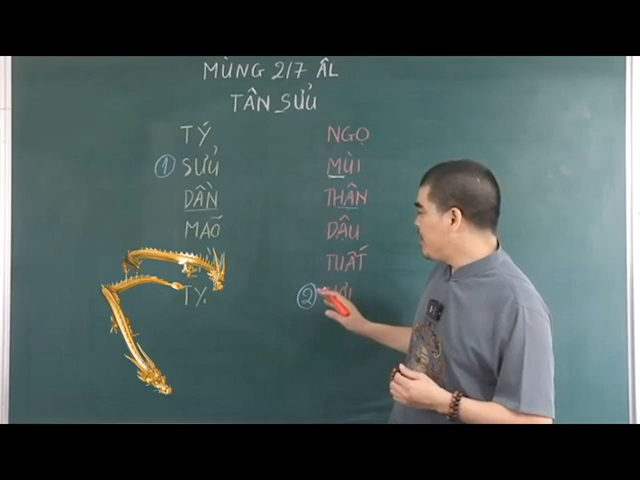 MÙNG 2/7 ÂL
TÂN SỬU
TÝ
① SỬU
DẦN
MÃO
TỴ
NGỌ
MÙI
THÂN
DẬU
TUẤT
②